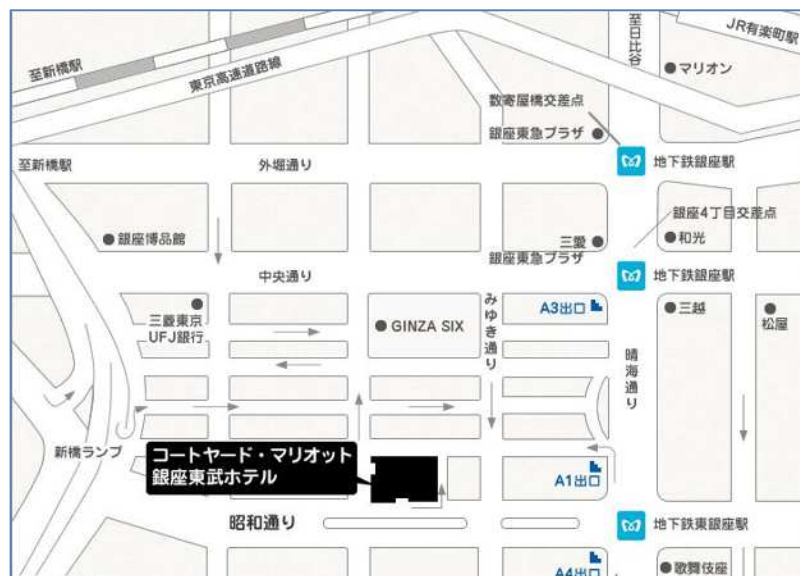 至日比谷
JR有楽町駅
至新橋駅
東京高速道路線
マリオン
数寄屋橋交差点
銀座東急プラザ
地下鉄銀座駅
至新橋駅
外堀通り
銀座博品館
銀座4丁目交差点
三愛
和光
銀座東急プラザ
中央通り
地下鉄銀座駅
三菱東京
UFJ銀行
GINZA SIX
みゆき通り
A3出口
三越
松屋
晴海通り
新橋ランプ
コートヤード・マリオット
銀座東武ホテル
A1出口
昭和通り
地下鉄東銀座駅
A4出口
歌舞伎座